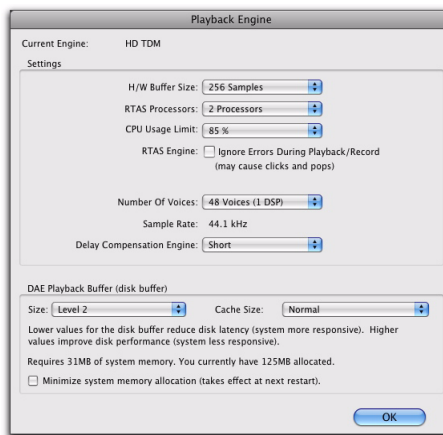 Playback Engine
Current Engine: HD TDM
Settings
H/W Buffer Size: 256 Samples
RTAS Processors: 2 Processors
CPU Usage Limit: 85 %
RTAS Engine: Ignore Errors During Playback/Record
(may cause clicks and pops)
Number Of Voices: 48 Voices (1 DSP)
Sample Rate: 44.1 kHz
Delay Compensation Engine: Short
DAE Playback Buffer (disk buffer)
Size: Level 2 Cache Size: Normal
Lower values for the disk buffer reduce disk latency (system more responsive). Higher
values improve disk performance (system less responsive).
Requires 31MB of system memory. You currently have 125MB allocated.
Minimize system memory allocation (takes effect at next restart).
OK